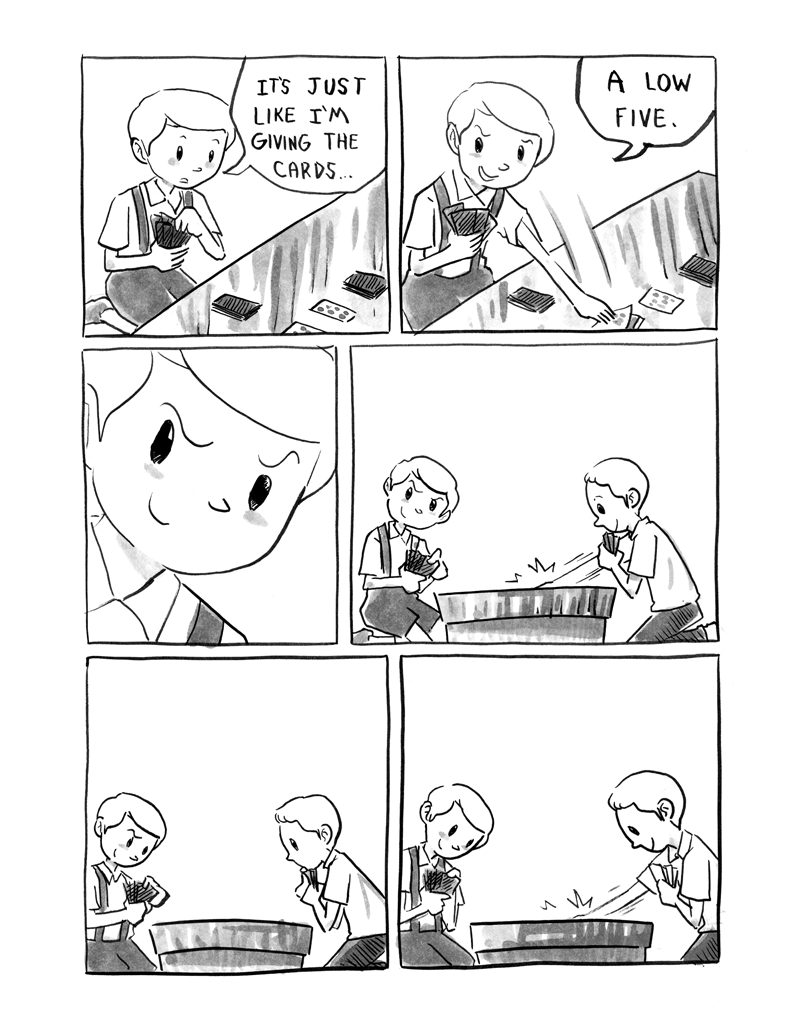 IT'S JUST
LIKE I'M
GIVING THE
CARDS...
A LOW
FIVE.